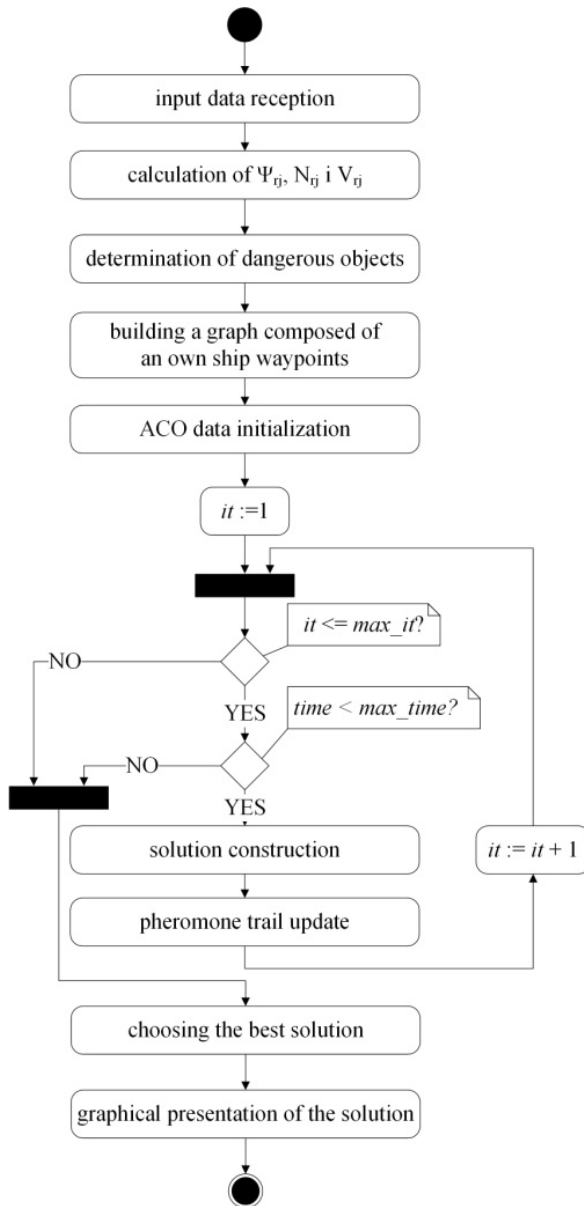 input data reception
calculation of Ψrj, Nrj i Vrj
determination of dangerous objects
building a graph composed of
an own ship waypoints
ACO data initialization
it :=1
it <= max_it?
NO
YES
time < max_time?
NO
YES
solution construction
it := it + 1
pheromone trail update
choosing the best solution
graphical presentation of the solution